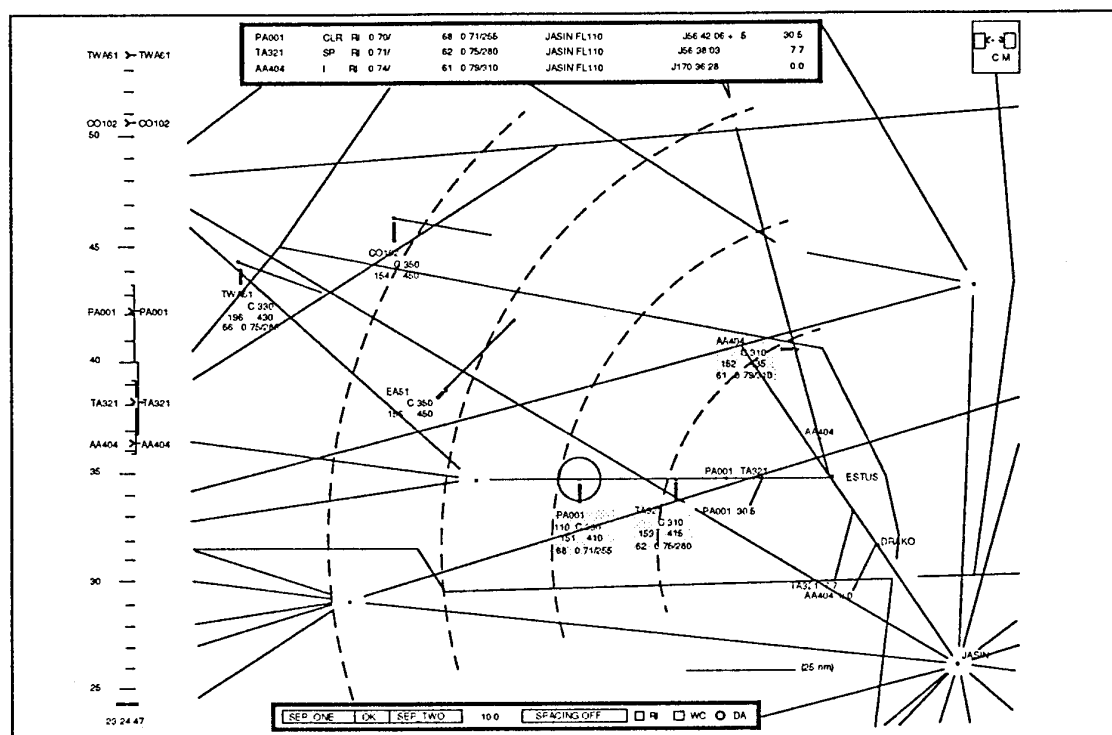 PA001 CLR RI 0.70/ 68 0.71/255 JASIN FL110 J56 42 06 + .5 30.5
TA321 SP RI 0.71/ 62 0.75/280 JASIN FL110 J56 38 03 7.7
AA404 I RI 0.74/ 61 0.79/310 JASIN FL110 J170 36 28 0.0
C M
TWA61 TWA61
CO102 CO102
50
45
PA001 PA001
40
TA321 TA321
AA404 AA404
35
30
25
23 24 47
C 350
154 450
C 330
196 430
66
EA51
C 350
450
AA404
C 310
152
61 0.79/310
AA404
PA001 TA321
ESTUS
PA001 30.5
PA001
110
151 410
68 0.71/255
C 310
415
62 0.75/280
DRAKO
TA321
AA404
JASIN
(25 nm)
SEP ONE OK SEP TWO 10.0 SPACING OFF RI WC DA